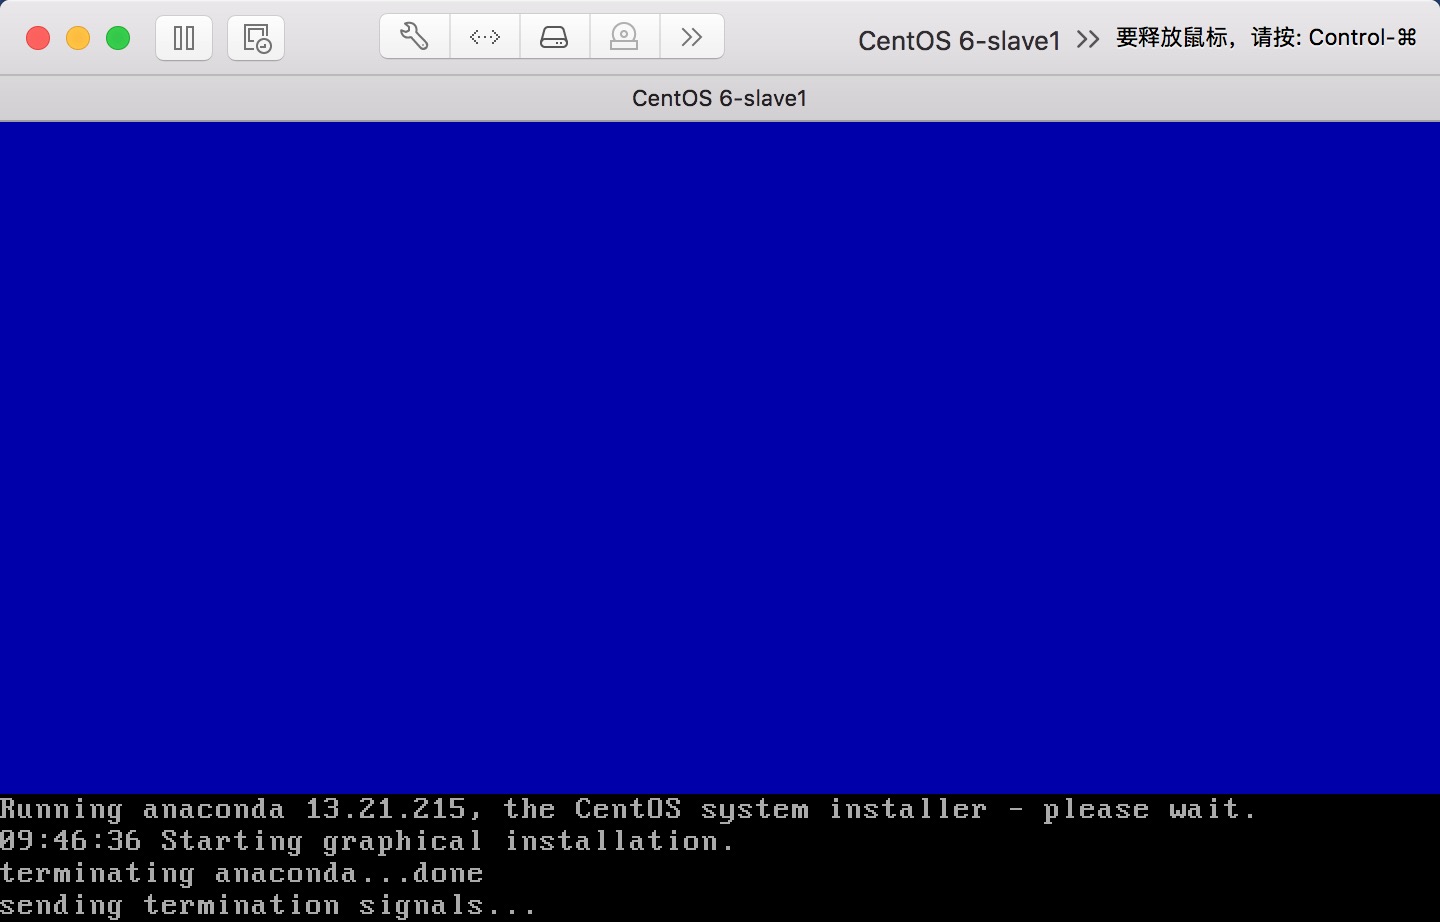 CentOS 6-slave1
要释放鼠标，请按: Control-⌘
CentOS 6-slave1
Running anaconda 13.21.215, the CentOS system installer - please wait.
09:46:36 Starting graphical installation.
terminating anaconda...done
sending termination signals...